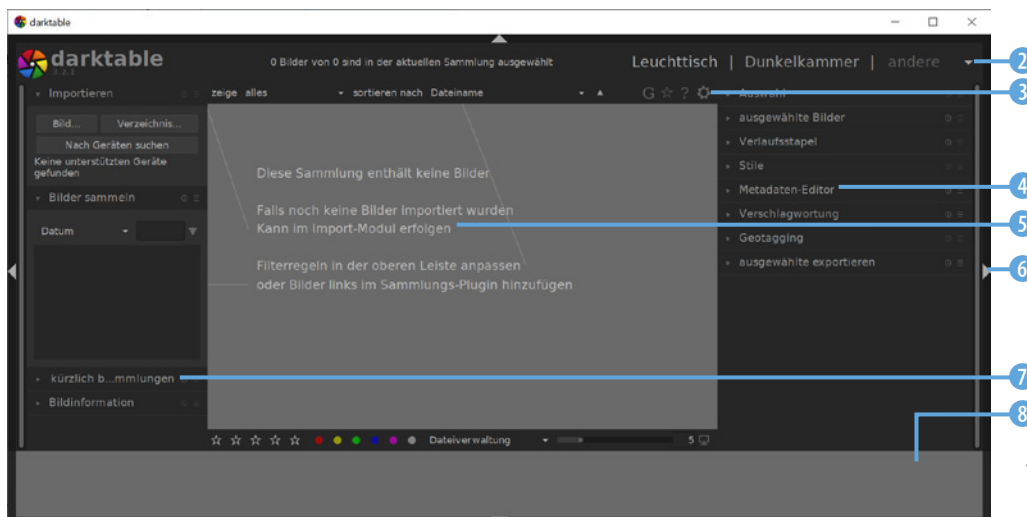 darktable
darktable
3.2.1
0 Bilder von 0 sind in der aktuellen Sammlung ausgewählt
Leuchttisch | Dunkelkammer | andere
2
Importieren
zeige alles
sortieren nach Dateiname
G ☆ ?
Auswahl
3
Bild...
Verzeichnis...
Nach Geräten suchen
Keine unterstützten Geräte
gefunden
Bilder sammeln
Datum
kürzlich b...mmlungen
Bildinformation
Diese Sammlung enthält keine Bilder
Falls noch keine Bilder importiert wurden
Kann im Import-Modul erfolgen
Filterregeln in der oberen Leiste anpassen
oder Bilder links im Sammlungs-Plugin hinzufügen
ausgewählte Bilder
Verlaufsstapel
Stile
Metadaten-Editor
4
Verschlagwortung
5
Geotagging
ausgewählte exportieren
6
7
8
Dateiverwaltung
5